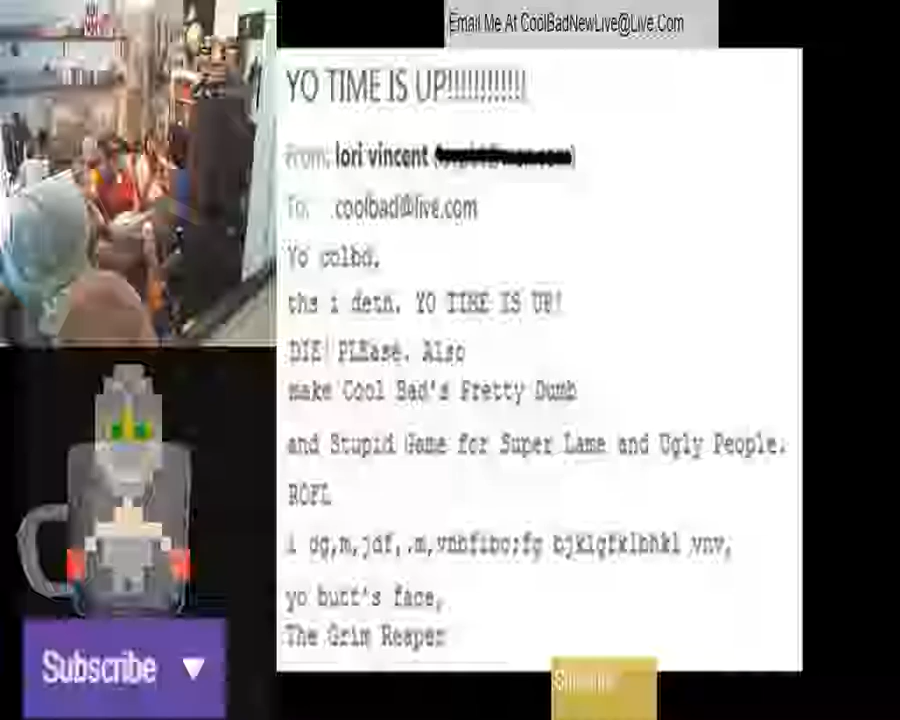 Email Me At CoolBadNewLive@Live.Com
YO TIME IS UP!!!!!!!!!!!!
From: lori vincent
To: coolbad@live.com
Yo colbd,
ths i deth. YO TIME IS UP!
DIE! PLEase. Also
make Cool Bad's Pretty Dumb
and Stupid Game for Super Lame and Ugly People.
ROFL
yo butt's face,
The Grim Reaper
Subscribe